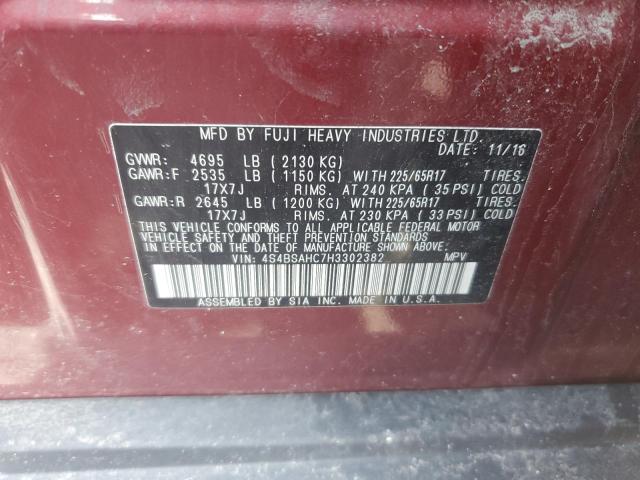 MFD BY FUJI HEAVY INDUSTRIES LTD.
DATE: 11/16
GVWR: 4695 LB (2130 KG)
GAWR:F 2535 LB (1150 KG) WITH 225/65R17 TIRES.
17X7J RIMS. AT 240 KPA (35 PSI) COLD
GAWR:R 2645 LB (1200 KG) WITH 225/65R17 TIRES.
17X7J RIMS. AT 230 KPA (33 PSI) COLD
THIS VEHICLE CONFORMS TO ALL APPLICABLE FEDERAL MOTOR
VEHICLE SAFETY AND THEFT PREVENTION STANDARDS
IN EFFECT ON THE DATE OF MANUFACTURE SHOWN ABOVE.
VIN: 4S4BSAHC7H3302382 MPV
ASSEMBLED BY SIA INC. MADE IN U.S.A.